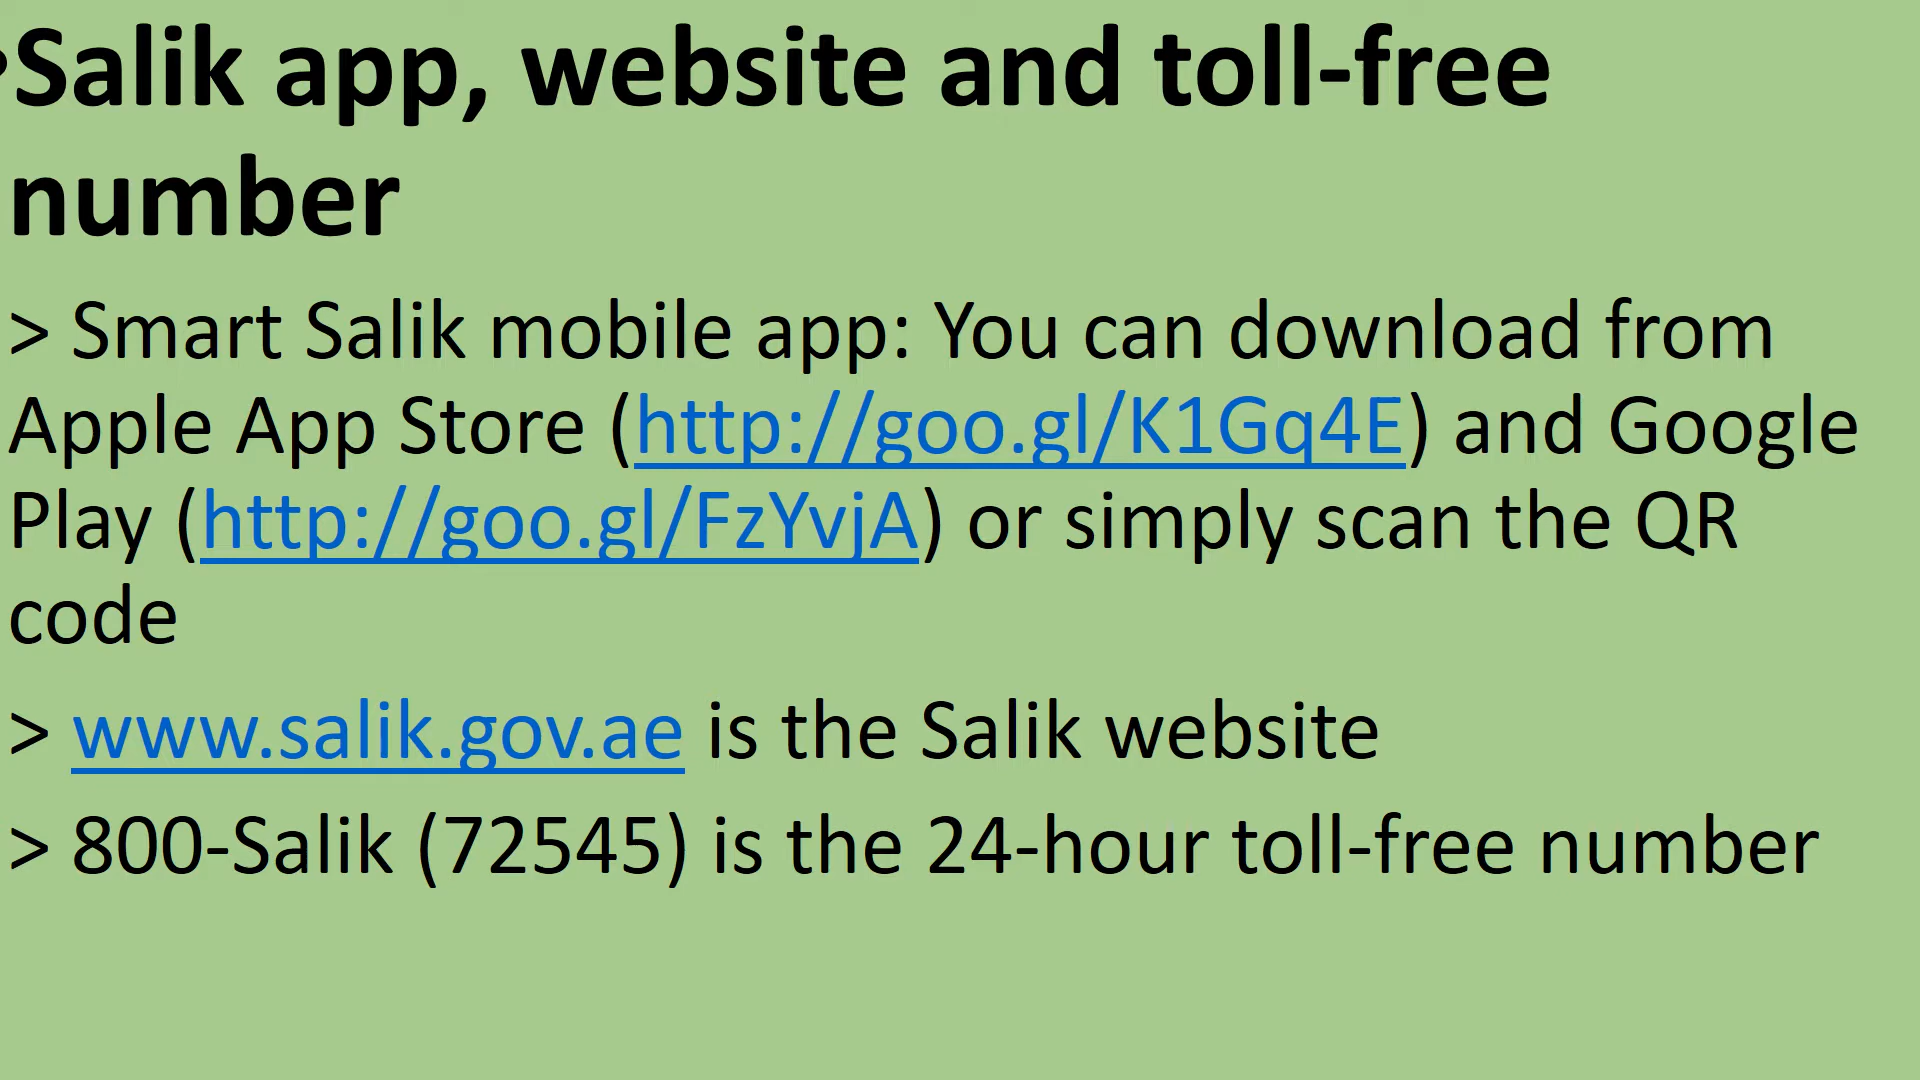 •Salik app, website and toll-free
number
> Smart Salik mobile app: You can download from
Apple App Store (http://goo.gl/K1Gq4E) and Google
Play (http://goo.gl/FzYvjA) or simply scan the QR
code
> www.salik.gov.ae is the Salik website
> 800-Salik (72545) is the 24-hour toll-free number